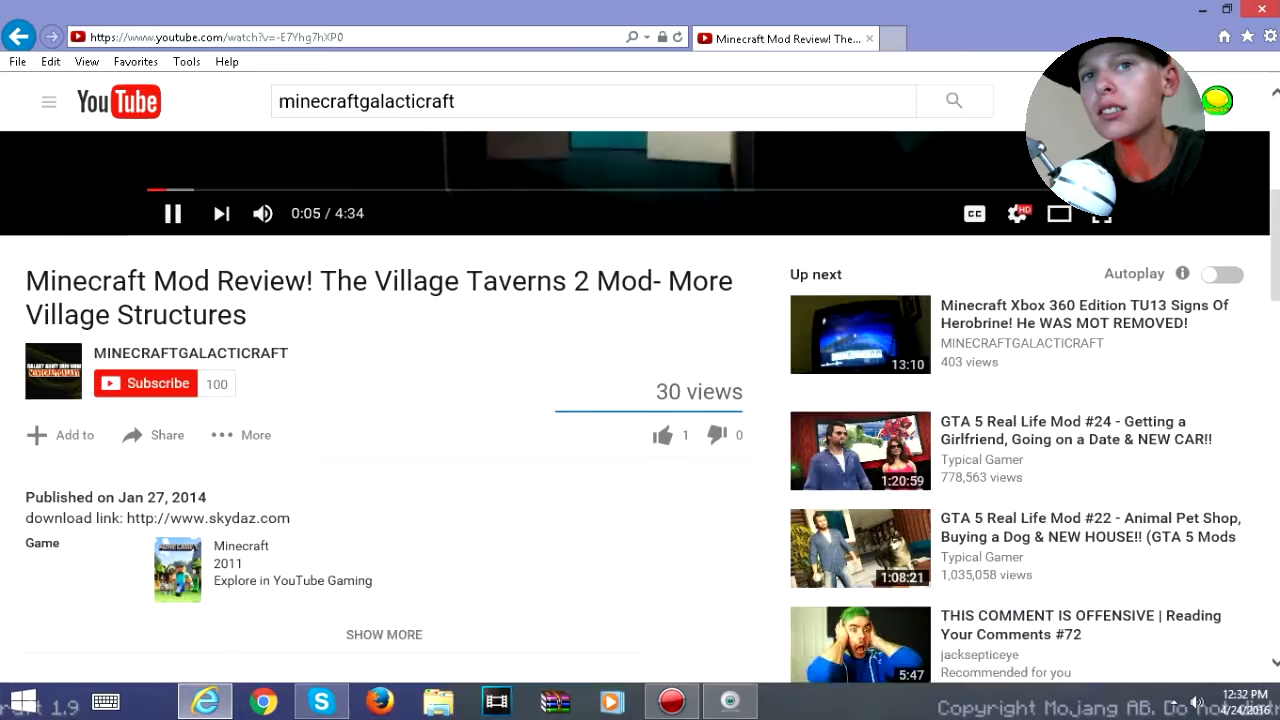 https://www.youtube.com/watch?v=-E7Yhg7hXP0
Minecraft Mod Review! The...
File Edit View Favorites Tools Help
YouTube
minecraftgalacticraft
0:05 / 4:34
CC
HD
Minecraft Mod Review! The Village Taverns 2 Mod- More
Village Structures
MINECRAFTGALACTICRAFT
Subscribe 100
30 views
Add to Share More
1 0
Published on Jan 27, 2014
download link: http://www.skydaz.com
Game
Minecraft
2011
Explore in YouTube Gaming
SHOW MORE
Up next
Autoplay
13:10
Minecraft Xbox 360 Edition TU13 Signs Of
Herobrine! He WAS MOT REMOVED!
MINECRAFTGALACTICRAFT
403 views
1:20:59
GTA 5 Real Life Mod #24 - Getting a
Girlfriend, Going on a Date & NEW CAR!!
Typical Gamer
778,563 views
1:08:21
GTA 5 Real Life Mod #22 - Animal Pet Shop,
Buying a Dog & NEW HOUSE!! (GTA 5 Mods
Typical Gamer
1,035,058 views
5:47
THIS COMMENT IS OFFENSIVE | Reading
Your Comments #72
jacksepticeye
Recommended for you
12:32 PM
4/24/2016
raft 1.9
Copyright Mojang AB. Do not